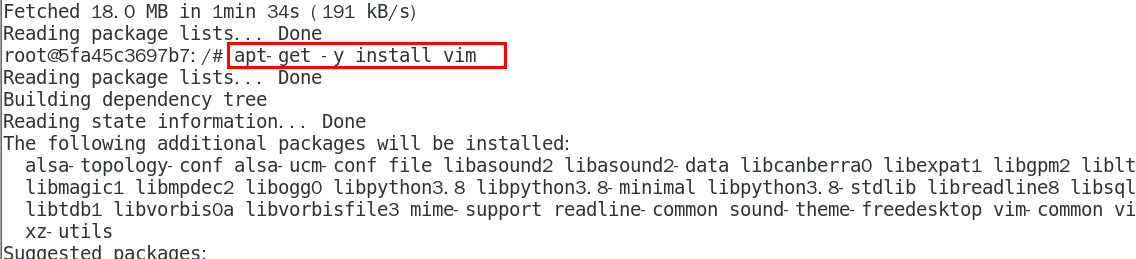 Fetched 18.0 MB in 1min 34s (191 kB/s)
Reading package lists... Done
root@5fa45c3697b7:/# apt-get -y install vim
Reading package lists... Done
Building dependency tree
Reading state information... Done
The following additional packages will be installed:
alsa-topology-conf alsa-ucm-conf file libasound2 libasound2-data libcanberra0 libexpat1 libgpm2 liblt
libmagic1 libmpdec2 libogg0 libpython3.8 libpython3.8-minimal libpython3.8-stdlib libreadline8 libsql
libtdb1 libvorbis0a libvorbisfile3 mime-support readline-common sound-theme-freedesktop vim-common vi
xz-utils
Suggested packages: